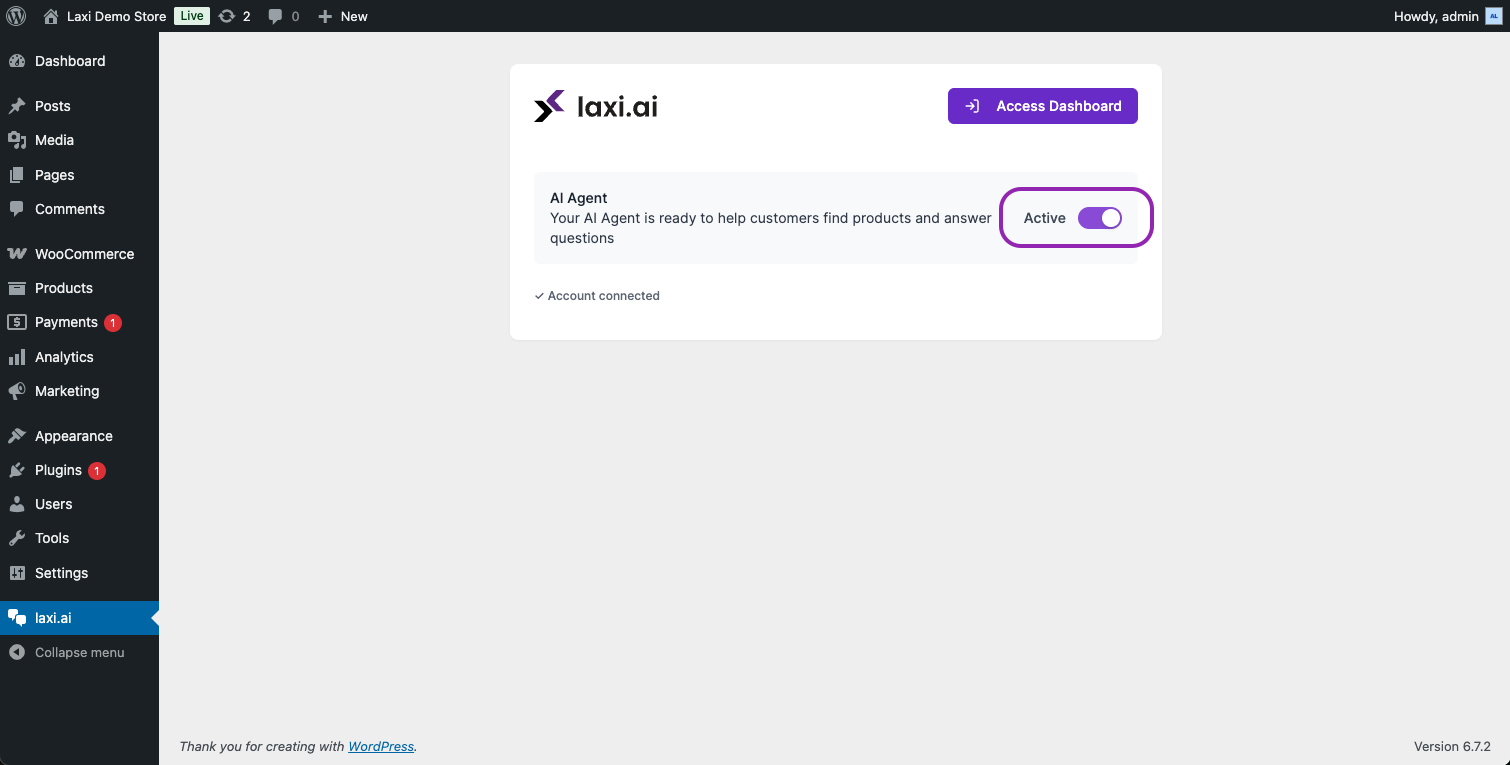 Laxi Demo Store Live 2 0 New Howdy, admin AL
Dashboard
Posts
Media
Pages
Comments
WooCommerce
Products
Payments 1
Analytics
Marketing
Appearance
Plugins 1
Users
Tools
Settings
laxi.ai
Collapse menu
laxi.ai
Access Dashboard
AI Agent
Your AI Agent is ready to help customers find products and answer
questions
Active
✓ Account connected
Thank you for creating with WordPress.
Version 6.7.2